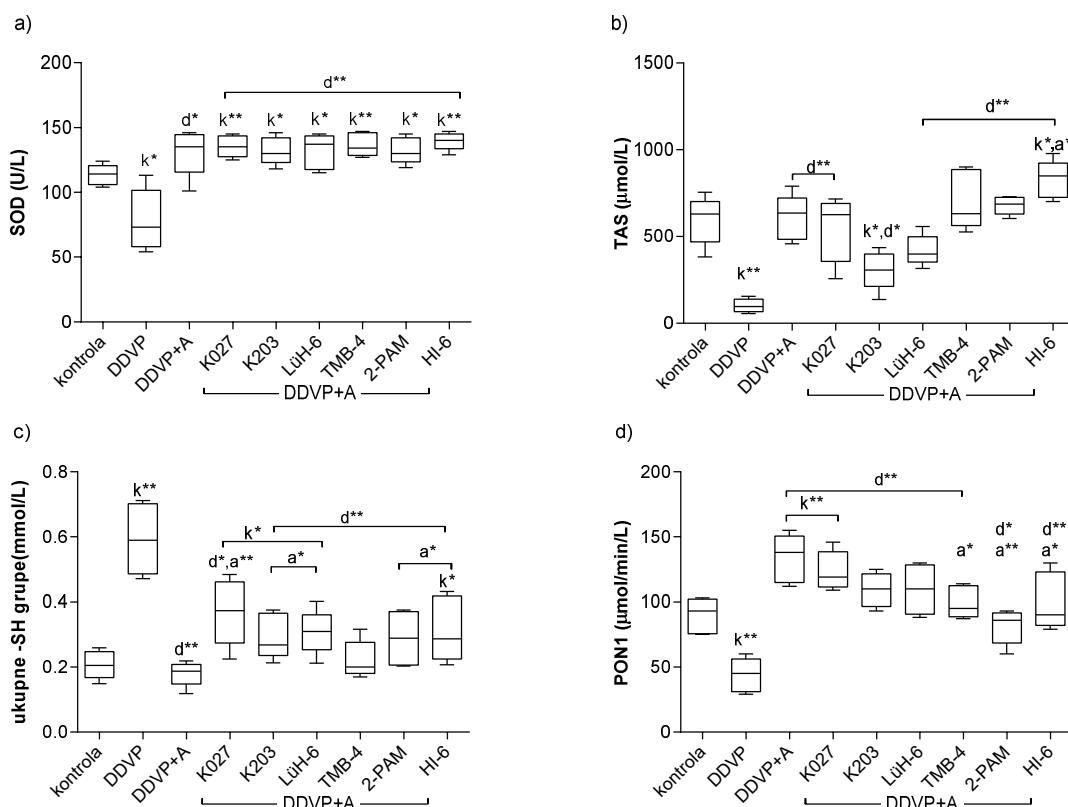 a)
200
150
100
50
0
SOD (U/L)
d**
k*
d*
k**
k*
k*
k**
k*
k**
kontrola
DDVP
DDVP+A
K027
K203
LüH-6
TMB-4
2-PAM
HI-6
DDVP+A
b)
1500
1000
500
0
TAS (μmol/L)
d**
k*,a*
d**
k*,d*
k**
kontrola
DDVP
DDVP+A
K027
K203
LüH-6
TMB-4
2-PAM
HI-6
DDVP+A
c)
0.8
0.6
0.4
0.2
0.0
ukupne -SH grupe(mmol/L)
k**
d**
k*
d*,a**
a*
a*
k*
d**
kontrola
DDVP
DDVP+A
K027
K203
LüH-6
TMB-4
2-PAM
HI-6
DDVP+A
d)
200
150
100
50
0
PON1 (μmol/min/L)
d**
k**
d*
d**
a*
a**
a*
k**
kontrola
DDVP
DDVP+A
K027
K203
LüH-6
TMB-4
2-PAM
HI-6
DDVP+A